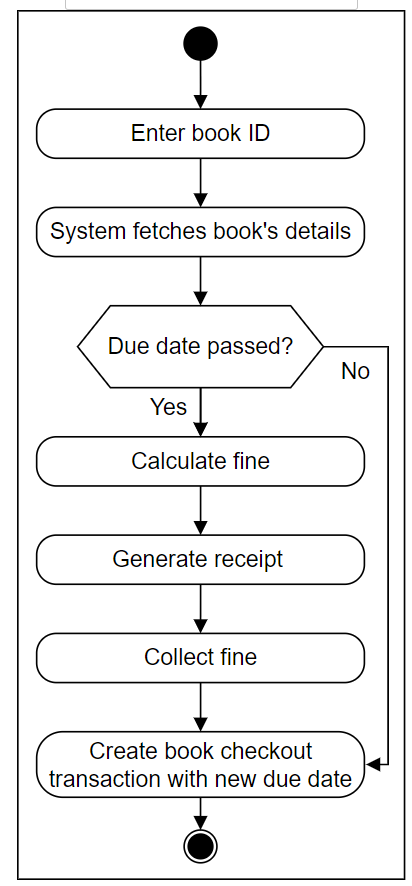 Enter book ID
System fetches book's details
Due date passed?
No
Yes
Calculate fine
Generate receipt
Collect fine
Create book checkout
transaction with new due date